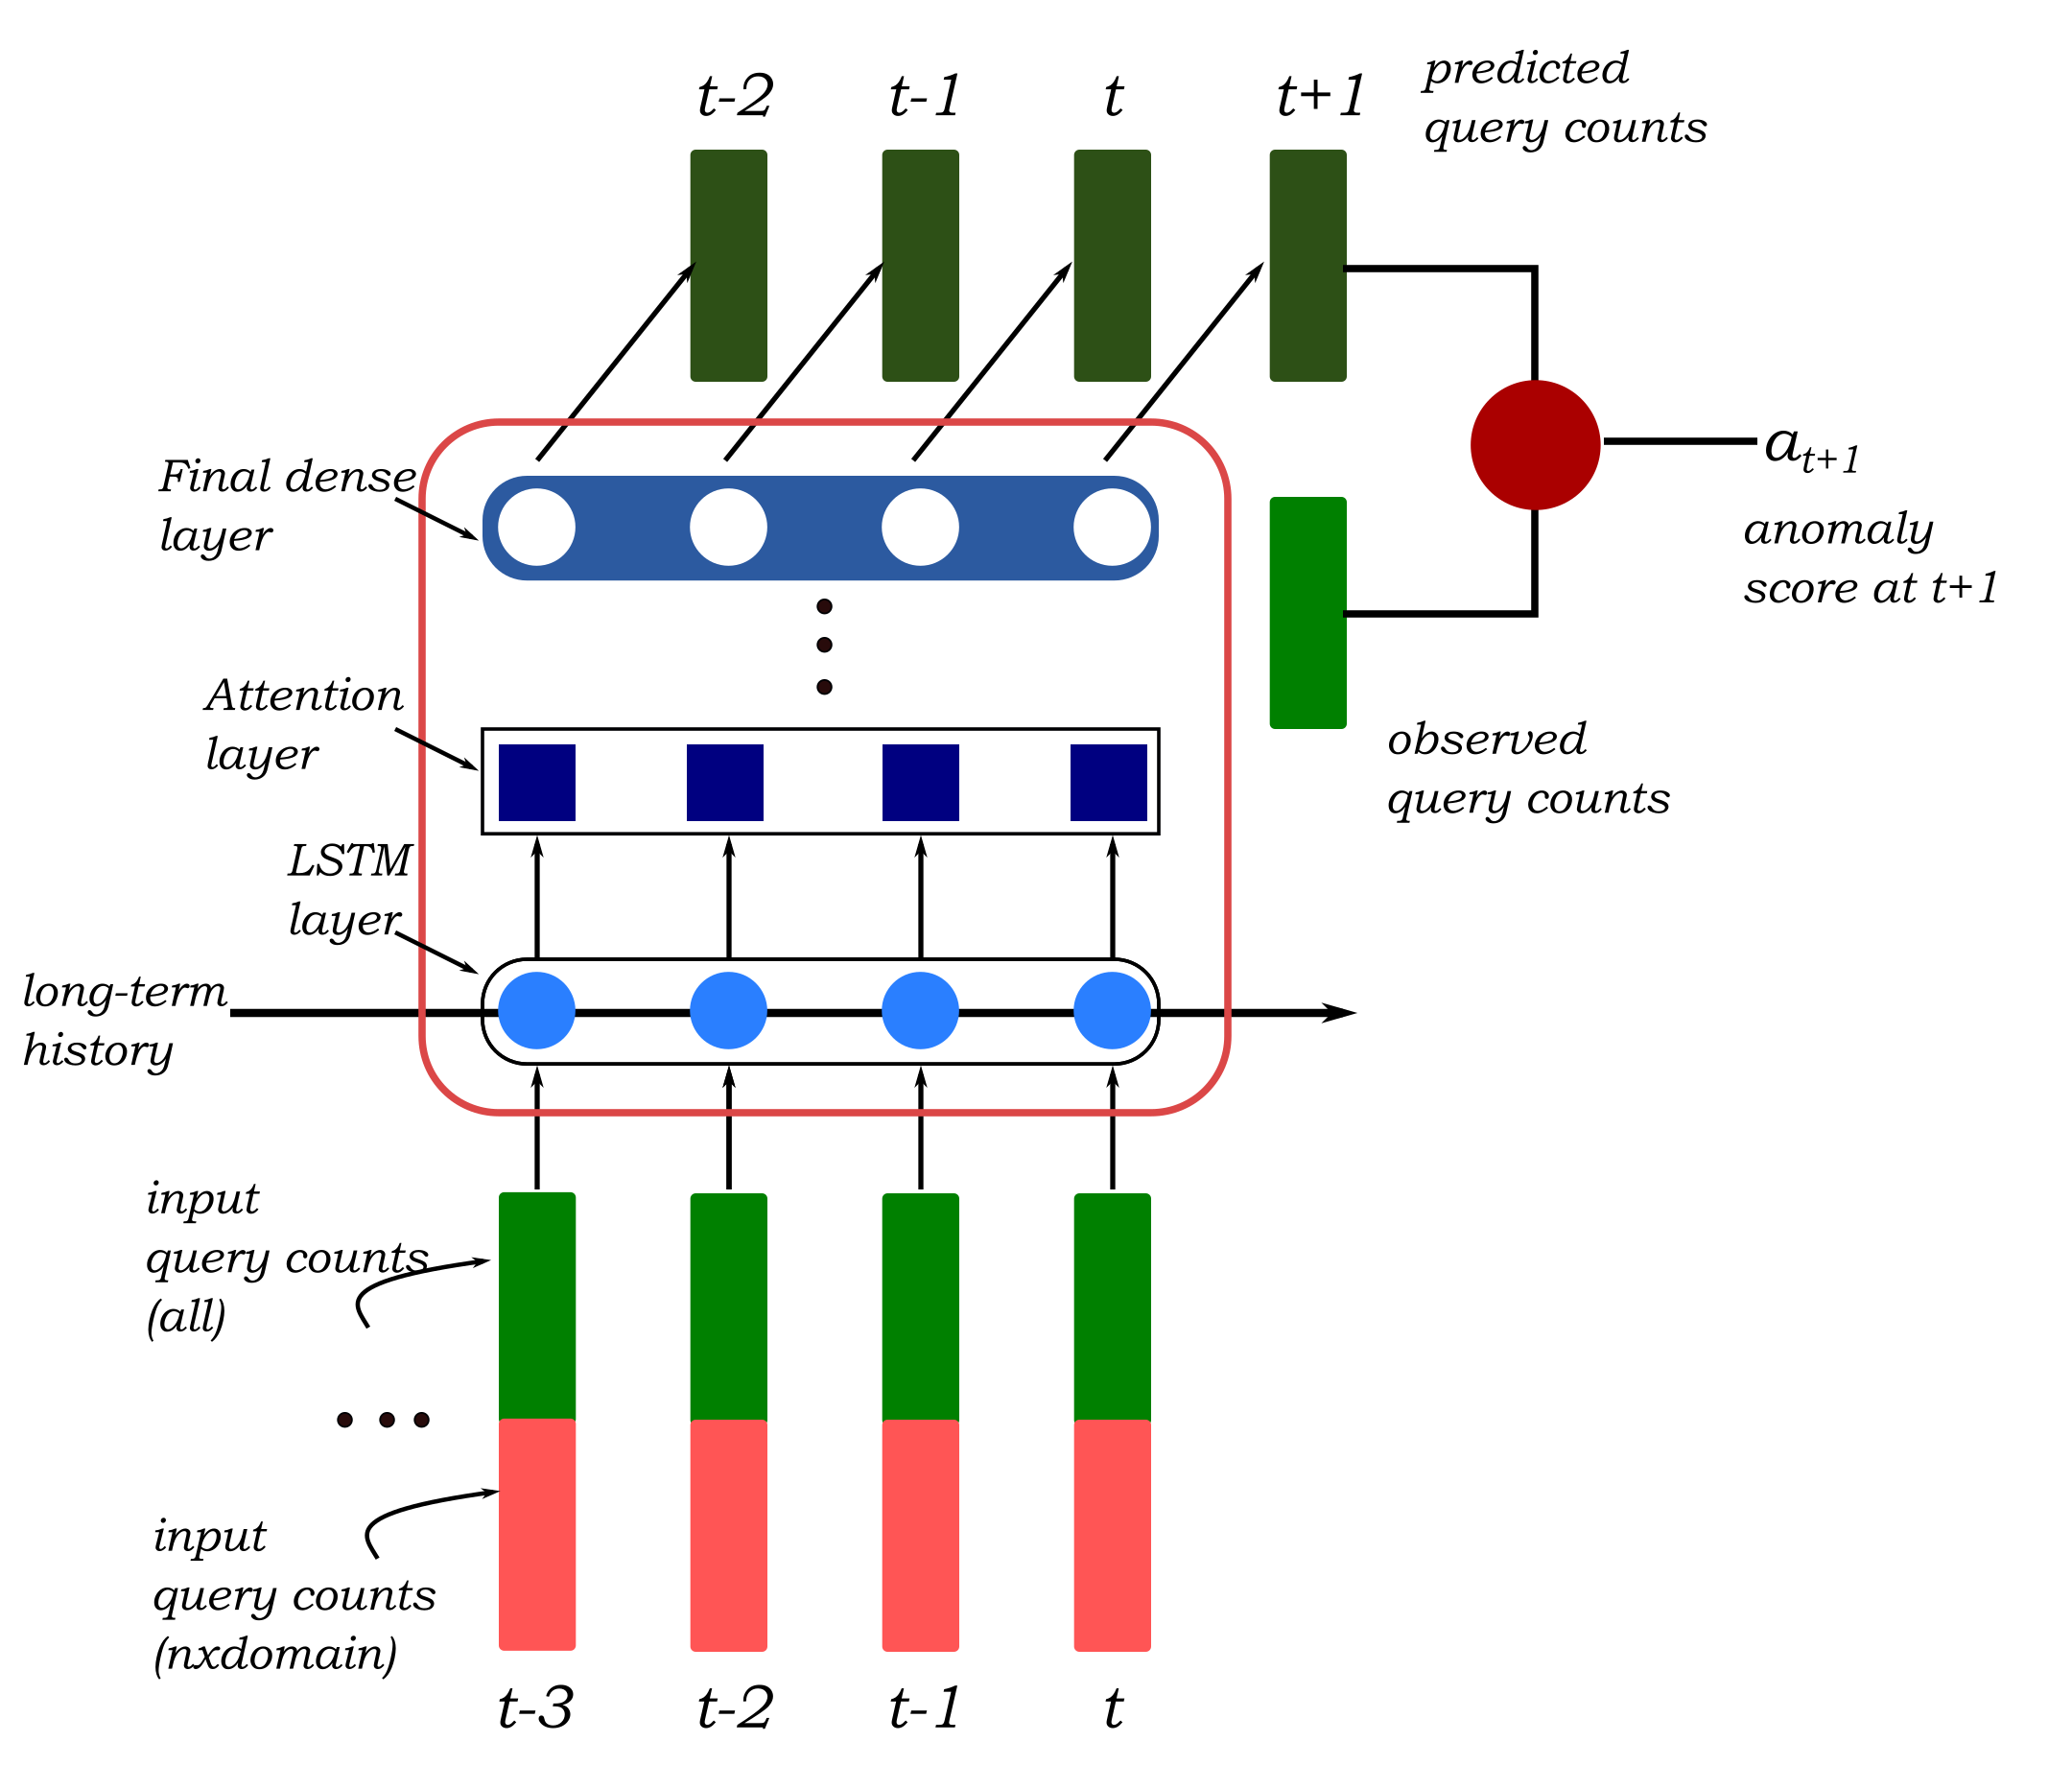 t-2 t-1 t t+1
predicted
query counts
Final dense
layer
a_{t+1}
anomaly
score at t+1
Attention
layer
observed
query counts
LSTM
layer
long-term
history
input
query counts
(all)
input
query counts
(nxdomain)
t-3 t-2 t-1 t